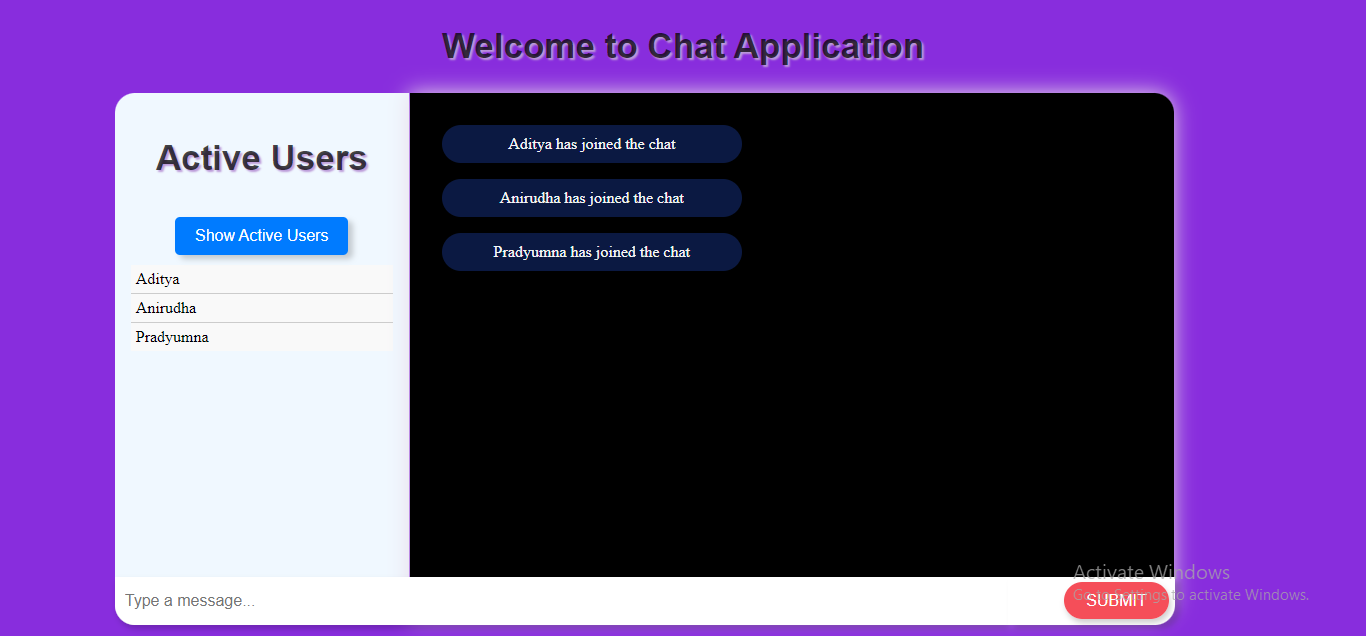 Welcome to Chat Application
Active Users
Show Active Users
Aditya
Anirudha
Pradyumna
Aditya has joined the chat
Anirudha has joined the chat
Pradyumna has joined the chat
Type a message...
SUBMIT
Activate Windows
Go to Settings to activate Windows.